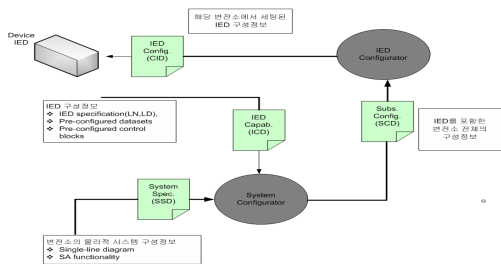 해당 변전소에서 세팅된
IED 구성정보
Device
IED
IED
Config.
(CID)
IED
Configurator
IED 구성정보
❖ IED specification(LN,LD),
❖ Pre-configured datasets
❖ Pre-configured control
blocks
IED
Capab.
(ICD)
Subs.
Config.
(SCD)
IED를 포함한
변전소 전체의
구성정보
System
Spec.
(SSD)
System
Configurator
변전소의 물리적 시스템 구성정보
❖ Single-line diagram
❖ SA functionality